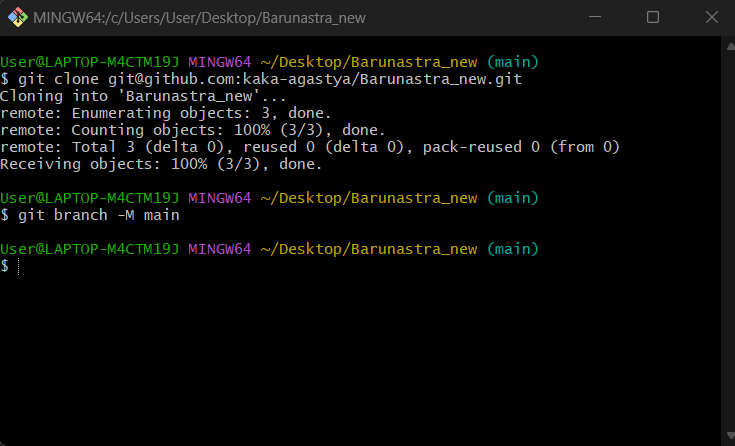 MINGW64:/c/Users/User/Desktop/Barunastra_new
User@LAPTOP-M4CTM19J MINGW64 ~/Desktop/Barunastra_new (main)
$ git clone git@github.com:kaka-agastya/Barunastra_new.git
Cloning into 'Barunastra_new'...
remote: Enumerating objects: 3, done.
remote: Counting objects: 100% (3/3), done.
remote: Total 3 (delta 0), reused 0 (delta 0), pack-reused 0 (from 0)
Receiving objects: 100% (3/3), done.
User@LAPTOP-M4CTM19J MINGW64 ~/Desktop/Barunastra_new (main)
$ git branch -M main
User@LAPTOP-M4CTM19J MINGW64 ~/Desktop/Barunastra_new (main)
$